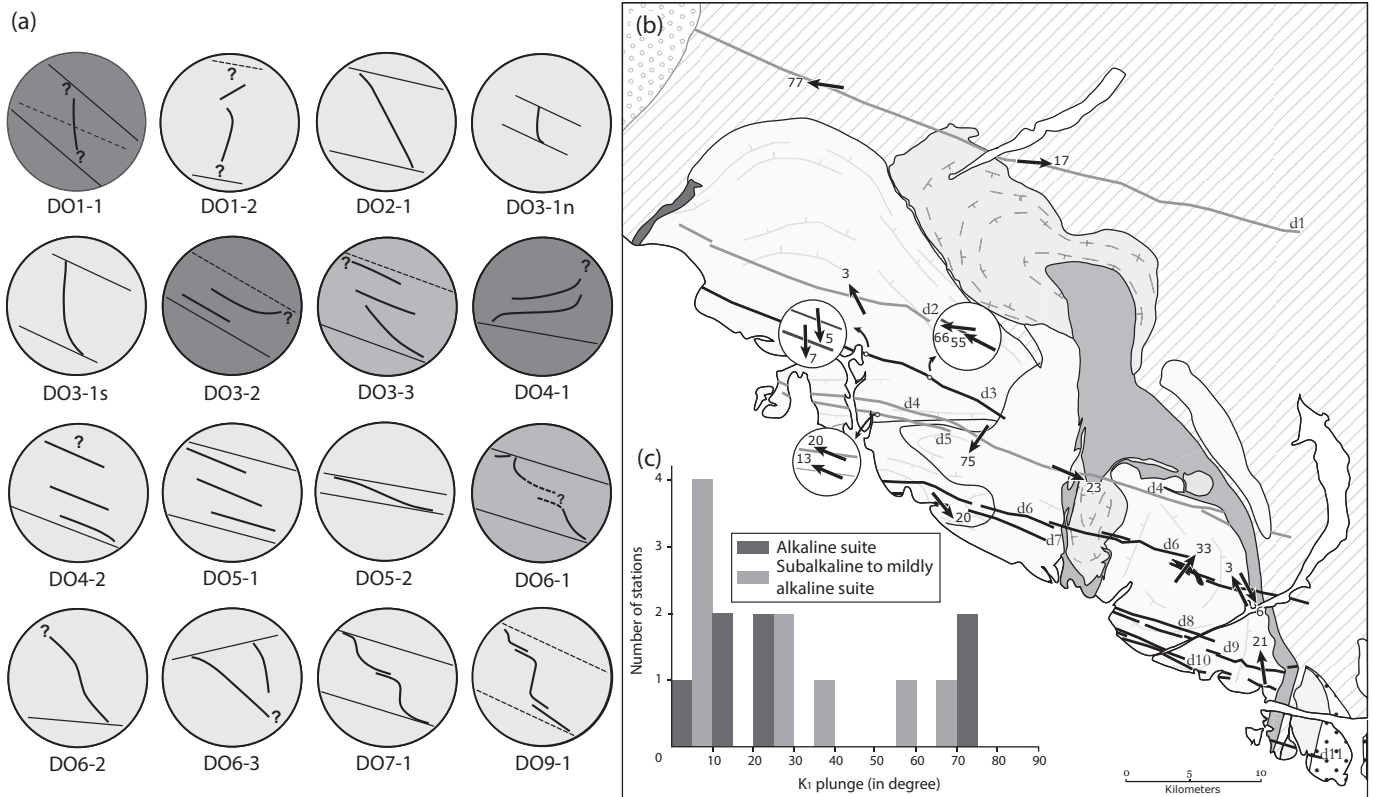 (a)
?
?
DO1-1
?
?
DO1-2
DO2-1
DO3-1n
DO3-1s
?
DO3-2
?
DO3-3
?
DO4-1
?
DO4-2
DO5-1
DO5-2
?
DO6-1
?
DO6-2
?
DO6-3
DO7-1
DO9-1
(b)
77
17
d1
3
d2
5
7
66
55
d3
d4
d5
20
13
75
23
d4
20
d6
d7
d6
33
3
6
d8
d9
21
d10
d11
0 5 10
Kilometers
(c)
Number of stations
4
3
2
1
0
10 20 30 40 50 60 70 80 90
K1 plunge (in degree)
Alkaline suite
Subalkaline to mildly
alkaline suite